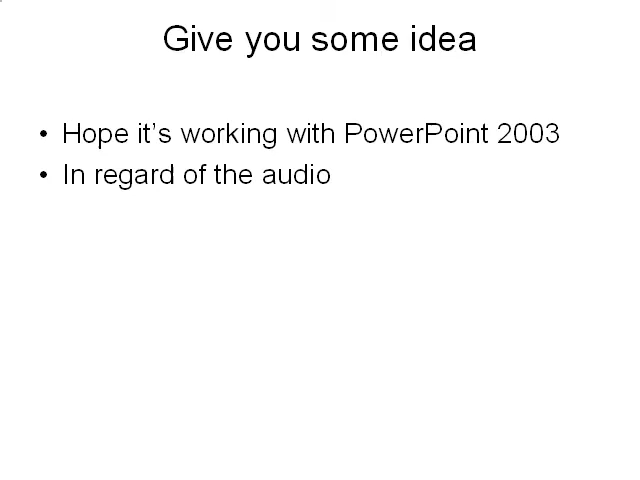 Give you some idea
• Hope it’s working with PowerPoint 2003
• In regard of the audio